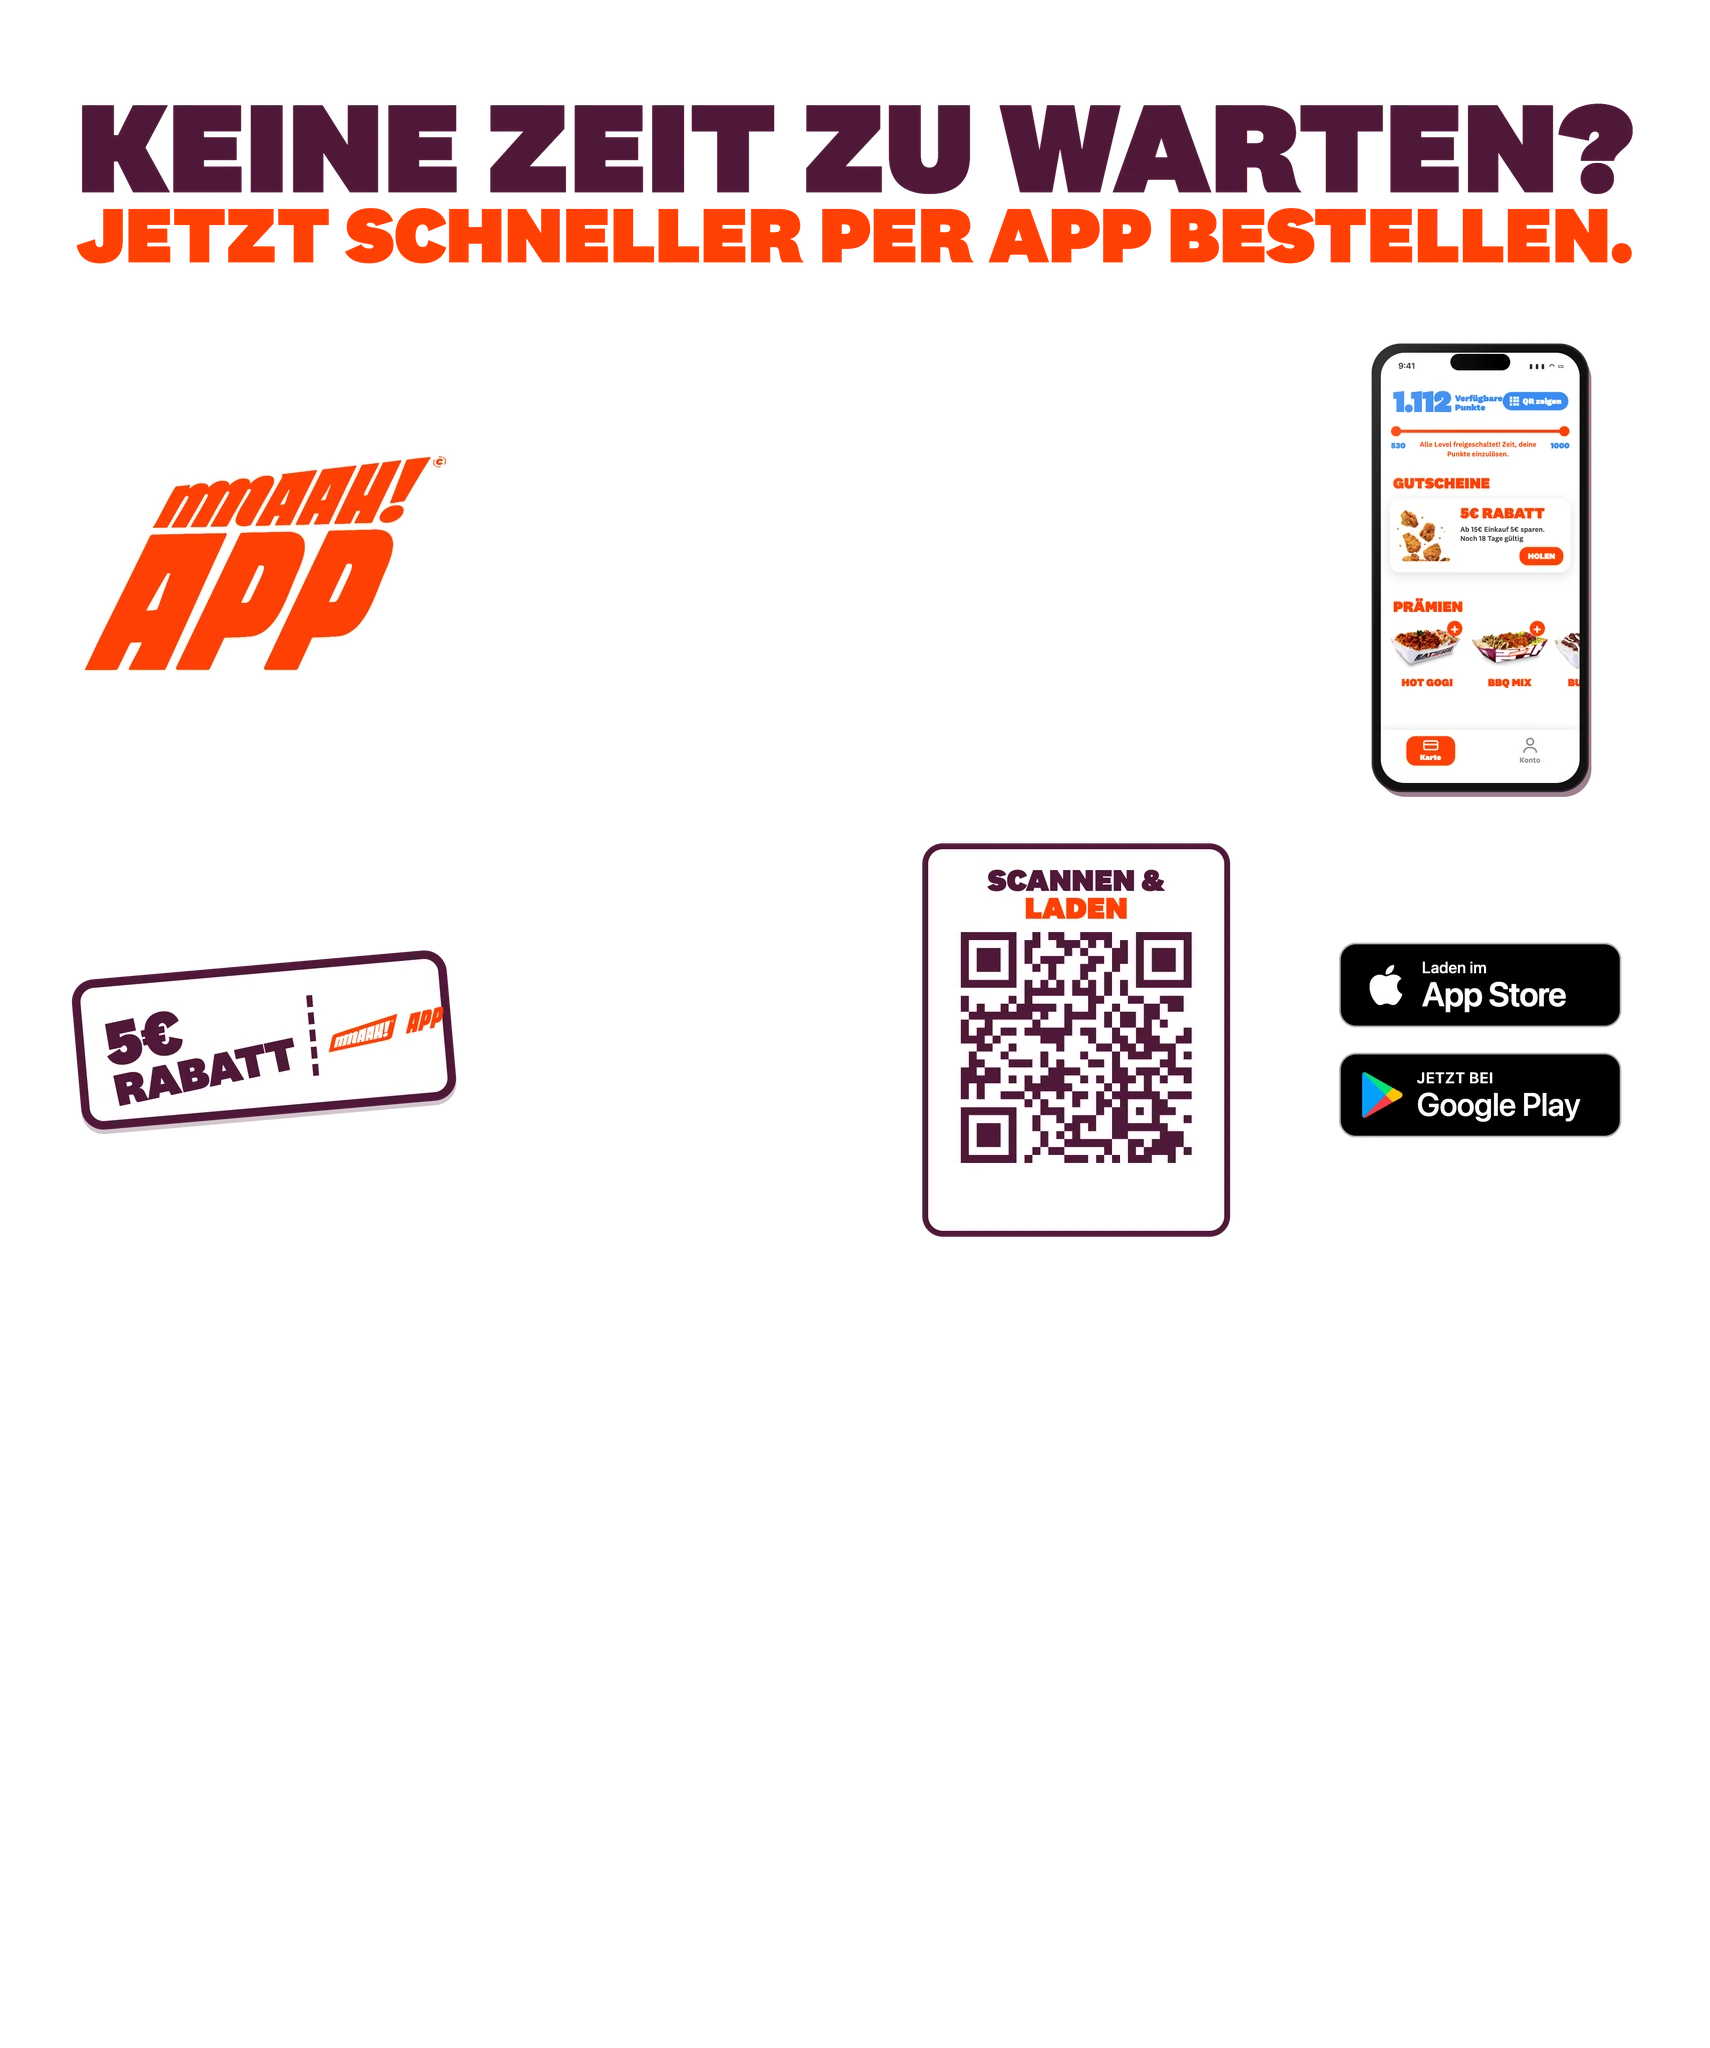 KEINE ZEIT ZU WARTEN?
JETZT SCHNELLER PER APP BESTELLEN.
mmAAH!
APP
9:41
1.112 Verfügbare Punkte
QR zeigen
530
Alle Level freigeschaltet! Zeit, deine
Punkte einzulösen.
1000
GUTSCHEINE
5€ RABATT
Ab 15€ Einkauf 5€ sparen.
Noch 18 Tage gültig
HOLEN
PRÄMIEN
HOT GOGI
BBQ MIX
BU
Karte
Konto
5€
RABATT
mmAAH! APP
SCANNEN &
LADEN
Laden im
App Store
JETZT BEI
Google Play